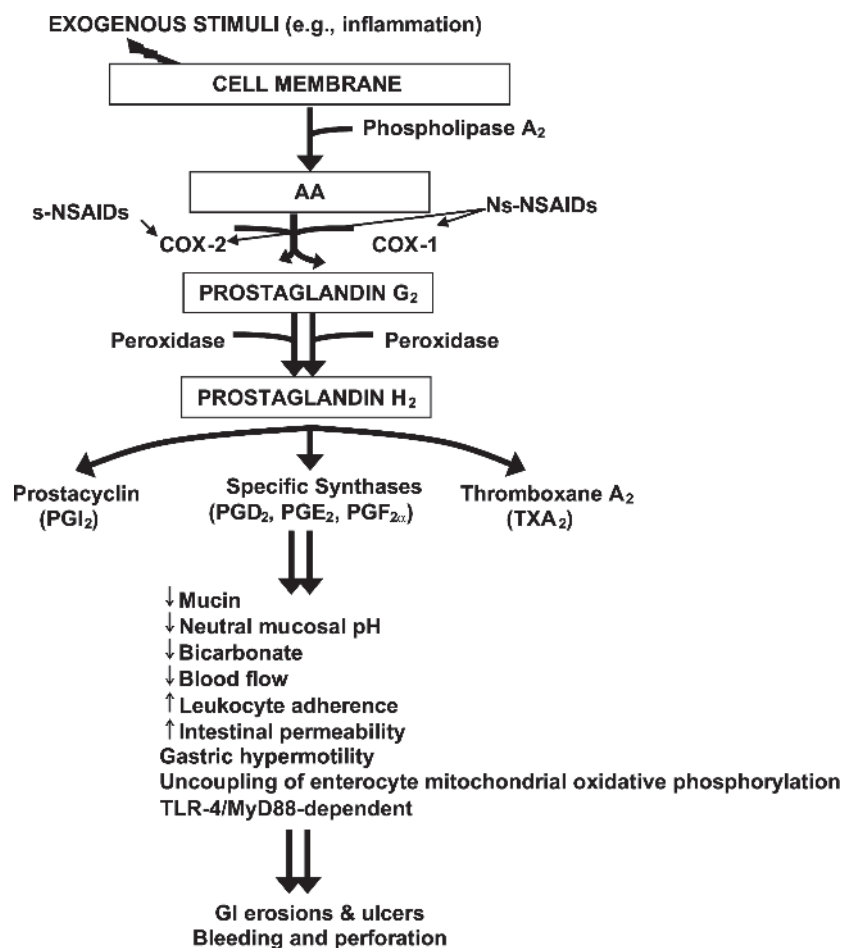 EXOGENOUS STIMULI (e.g., inflammation)
CELL MEMBRANE
Phospholipase A₂
AA
s-NSAIDs
Ns-NSAIDs
COX-2
COX-1
PROSTAGLANDIN G₂
Peroxidase
Peroxidase
PROSTAGLANDIN H₂
Prostacyclin
(PGI₂)
Specific Synthases
(PGD₂, PGE₂, PGF₂α)
Thromboxane A₂
(TXA₂)
↓Mucin
↓Neutral mucosal pH
↓Bicarbonate
↓Blood flow
↑Leukocyte adherence
↑Intestinal permeability
Gastric hypermotility
Uncoupling of enterocyte mitochondrial oxidative phosphorylation
TLR-4/MyD88-dependent
GI erosions & ulcers
Bleeding and perforation